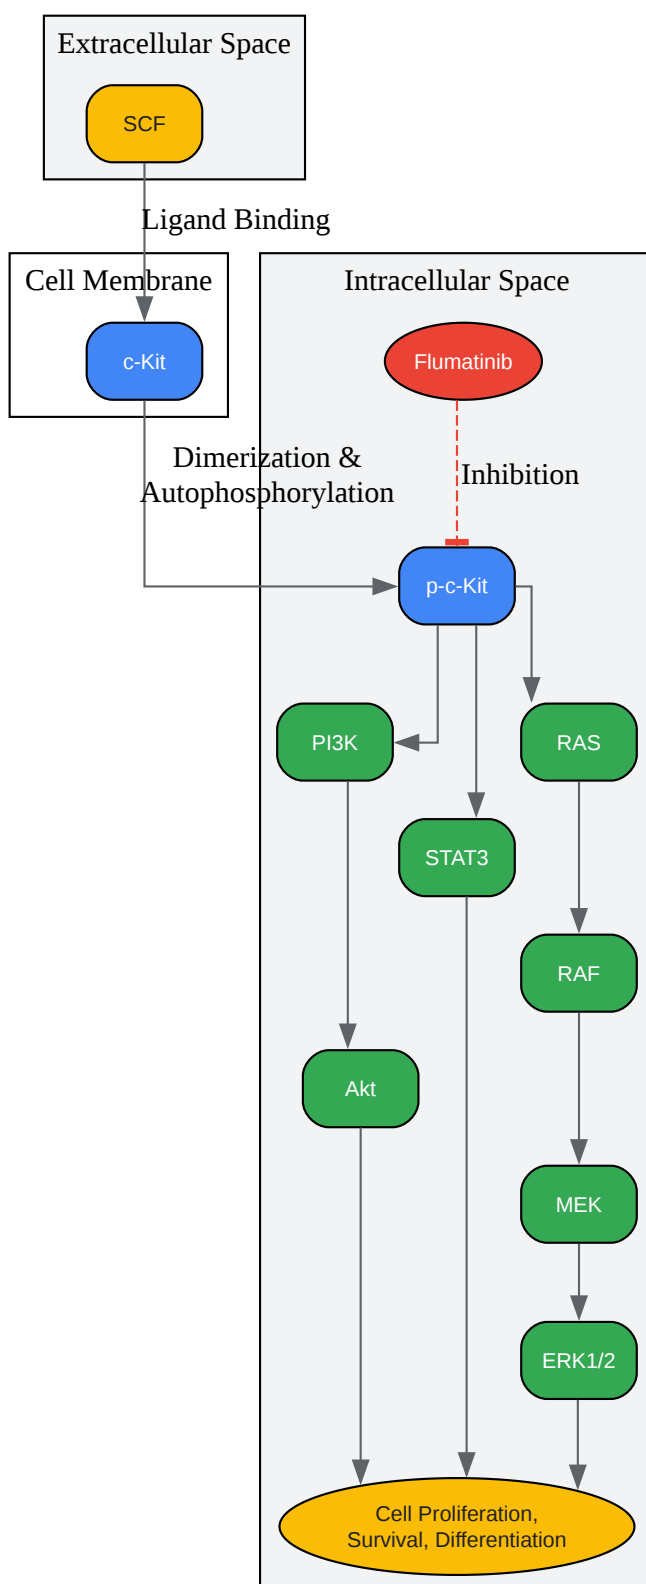 Extracellular Space
SCF
Ligand Binding
Cell Membrane
c-Kit
Intracellular Space
Flumatinib
Dimerization &
Autophosphorylation
Inhibition
p-c-Kit
PI3K
RAS
STAT3
RAF
Akt
MEK
ERK1/2
Cell Proliferation,
Survival, Differentiation